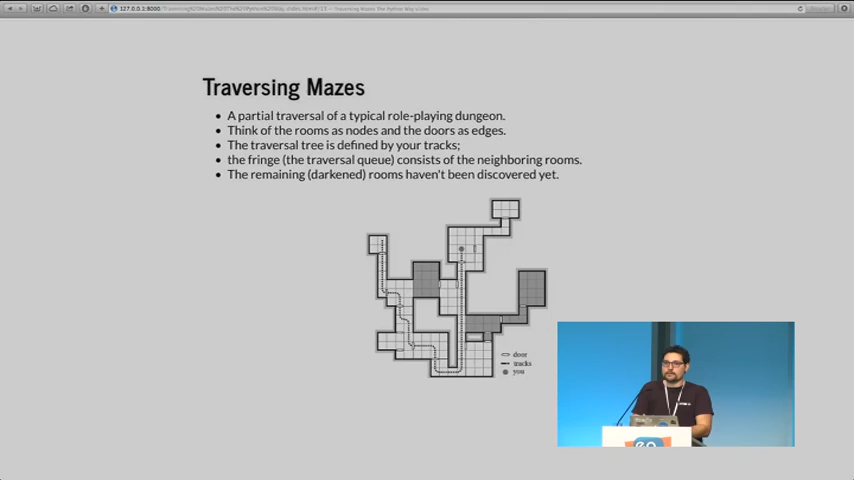 Traversing Mazes
A partial traversal of a typical role-playing dungeon.
Think of the rooms as nodes and the doors as edges.
The traversal tree is defined by your tracks;
the fringe (the traversal queue) consists of the neighboring rooms.
The remaining (darkened) rooms haven't been discovered yet.
door
tracks
you